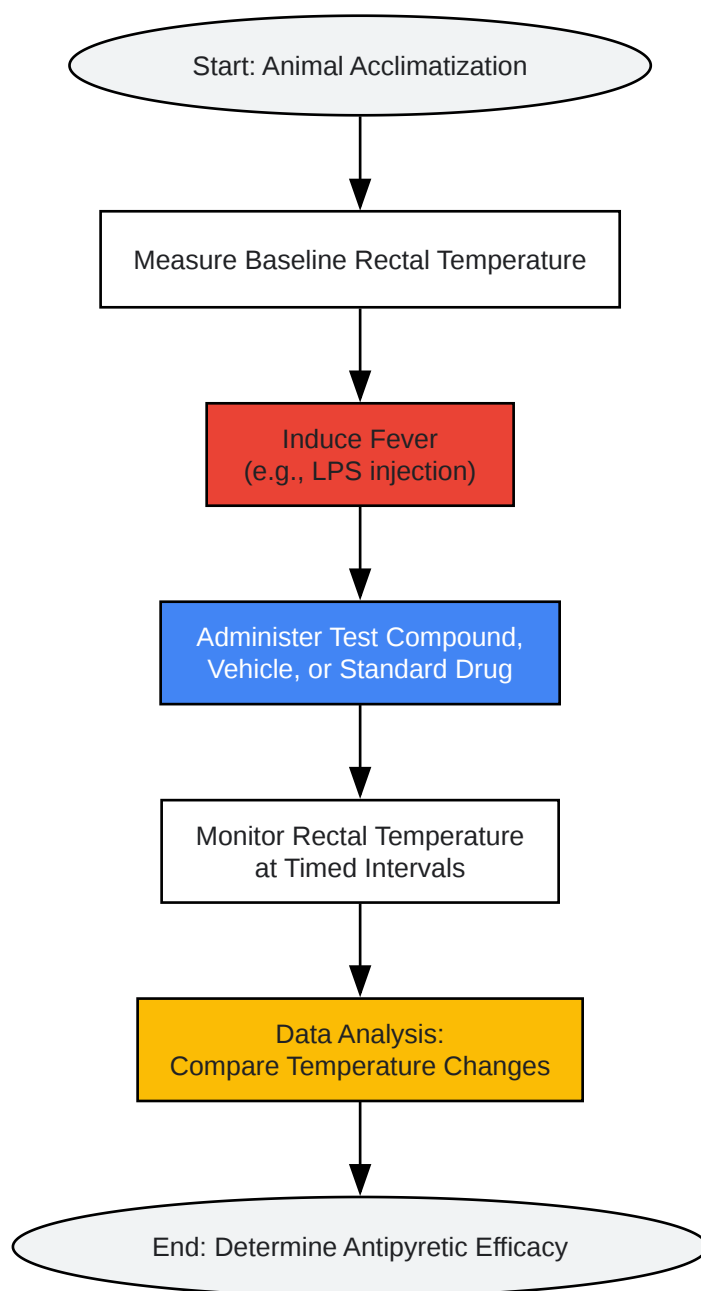 Start: Animal Acclimatization
Measure Baseline Rectal Temperature
Induce Fever
(e.g., LPS injection)
Administer Test Compound,
Vehicle, or Standard Drug
Monitor Rectal Temperature
at Timed Intervals
Data Analysis:
Compare Temperature Changes
End: Determine Antipyretic Efficacy